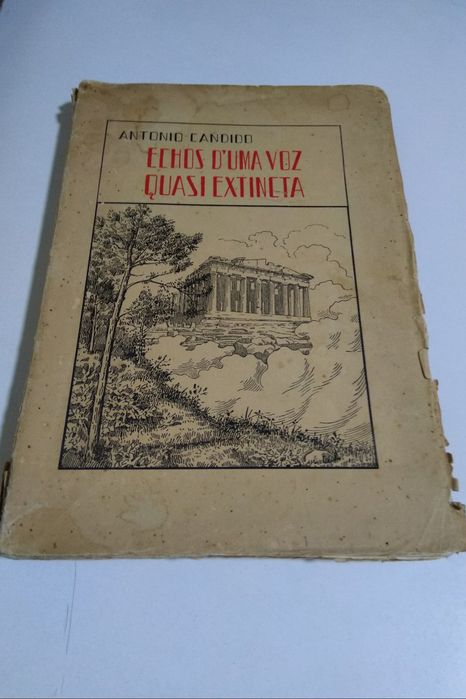 ANTONIO CANDIDO
ECHOS D'UMA VOZ
QUASI EXTINCTA